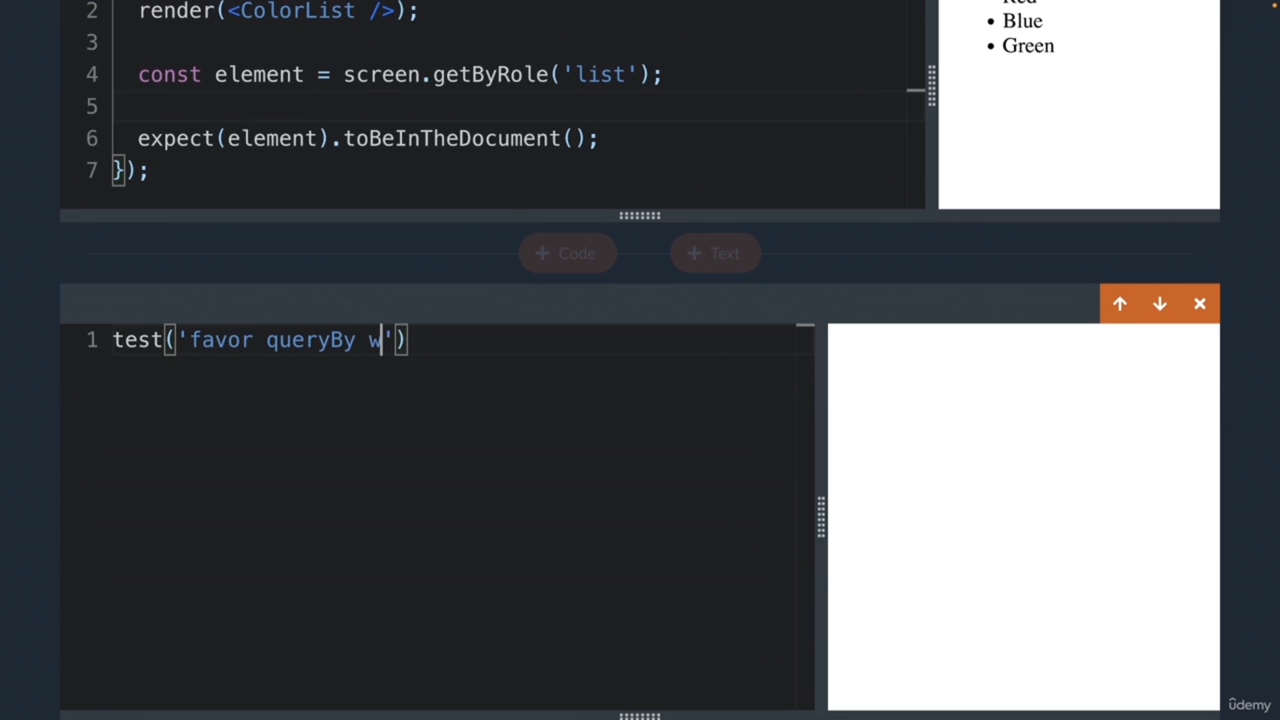 2 render(<ColorList />);
Red
3
• Blue
• Green
4 const element = screen.getByRole('list');
5
6 expect(element).toBeInTheDocument();
7 });
+ Code
+ Text
↑ ↓ ×
1 test('favor queryBy w')
ûdemy